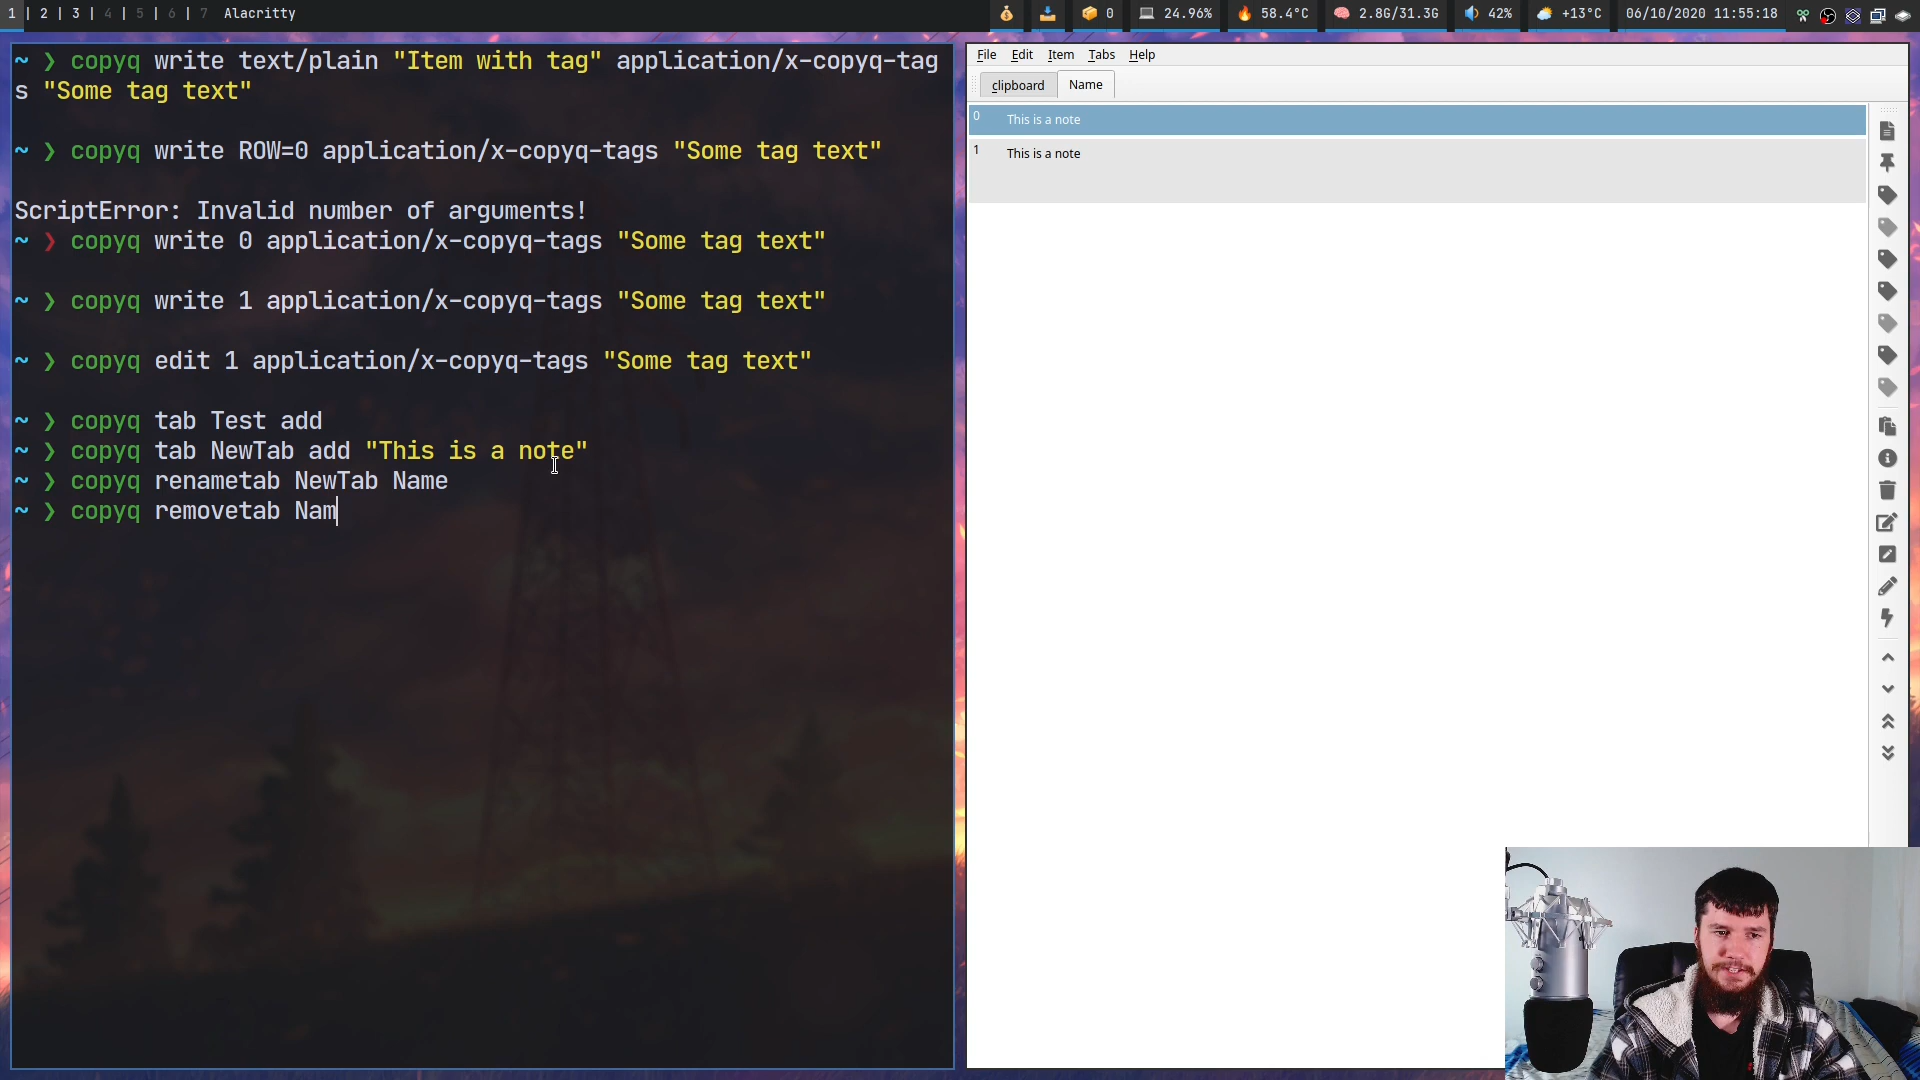 1 | 2 | 3 | 4 | 5 | 6 | 7 Alacritty 0 24.96% 58.4°C 2.8G/31.3G 42% +13°C 06/10/2020 11:55:18
~ ❯ copyq write text/plain "Item with tag" application/x-copyq-tag
s "Some tag text"
~ ❯ copyq write ROW=0 application/x-copyq-tags "Some tag text"
ScriptError: Invalid number of arguments!
~ ❯ copyq write 0 application/x-copyq-tags "Some tag text"
~ ❯ copyq write 1 application/x-copyq-tags "Some tag text"
~ ❯ copyq edit 1 application/x-copyq-tags "Some tag text"
~ ❯ copyq tab Test add
~ ❯ copyq tab NewTab add "This is a note"
~ ❯ copyq renametab NewTab Name
~ ❯ copyq removetab Nam
File Edit Item Tabs Help
clipboard Name
0 This is a note
1 This is a note